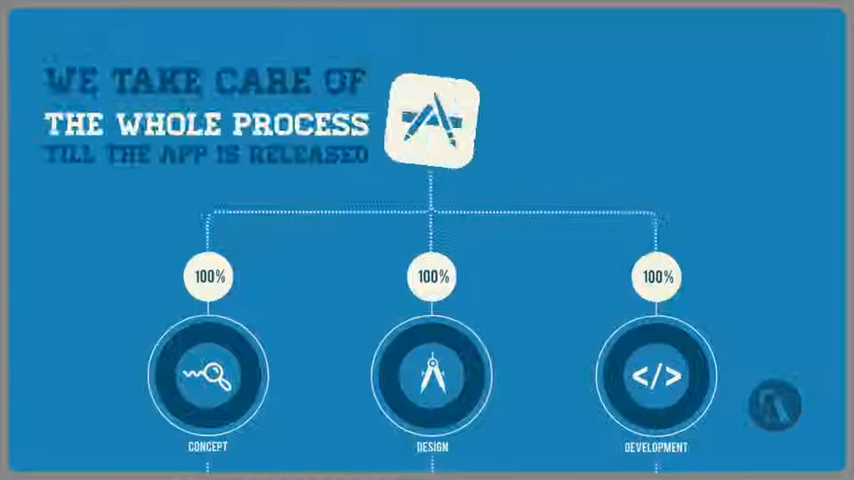 WE TAKE CARE OF
THE WHOLE PROCESS
TILL THE APP IS RELEASED
100% 100% 100%
</>
CONCEPT DESIGN DEVELOPMENT